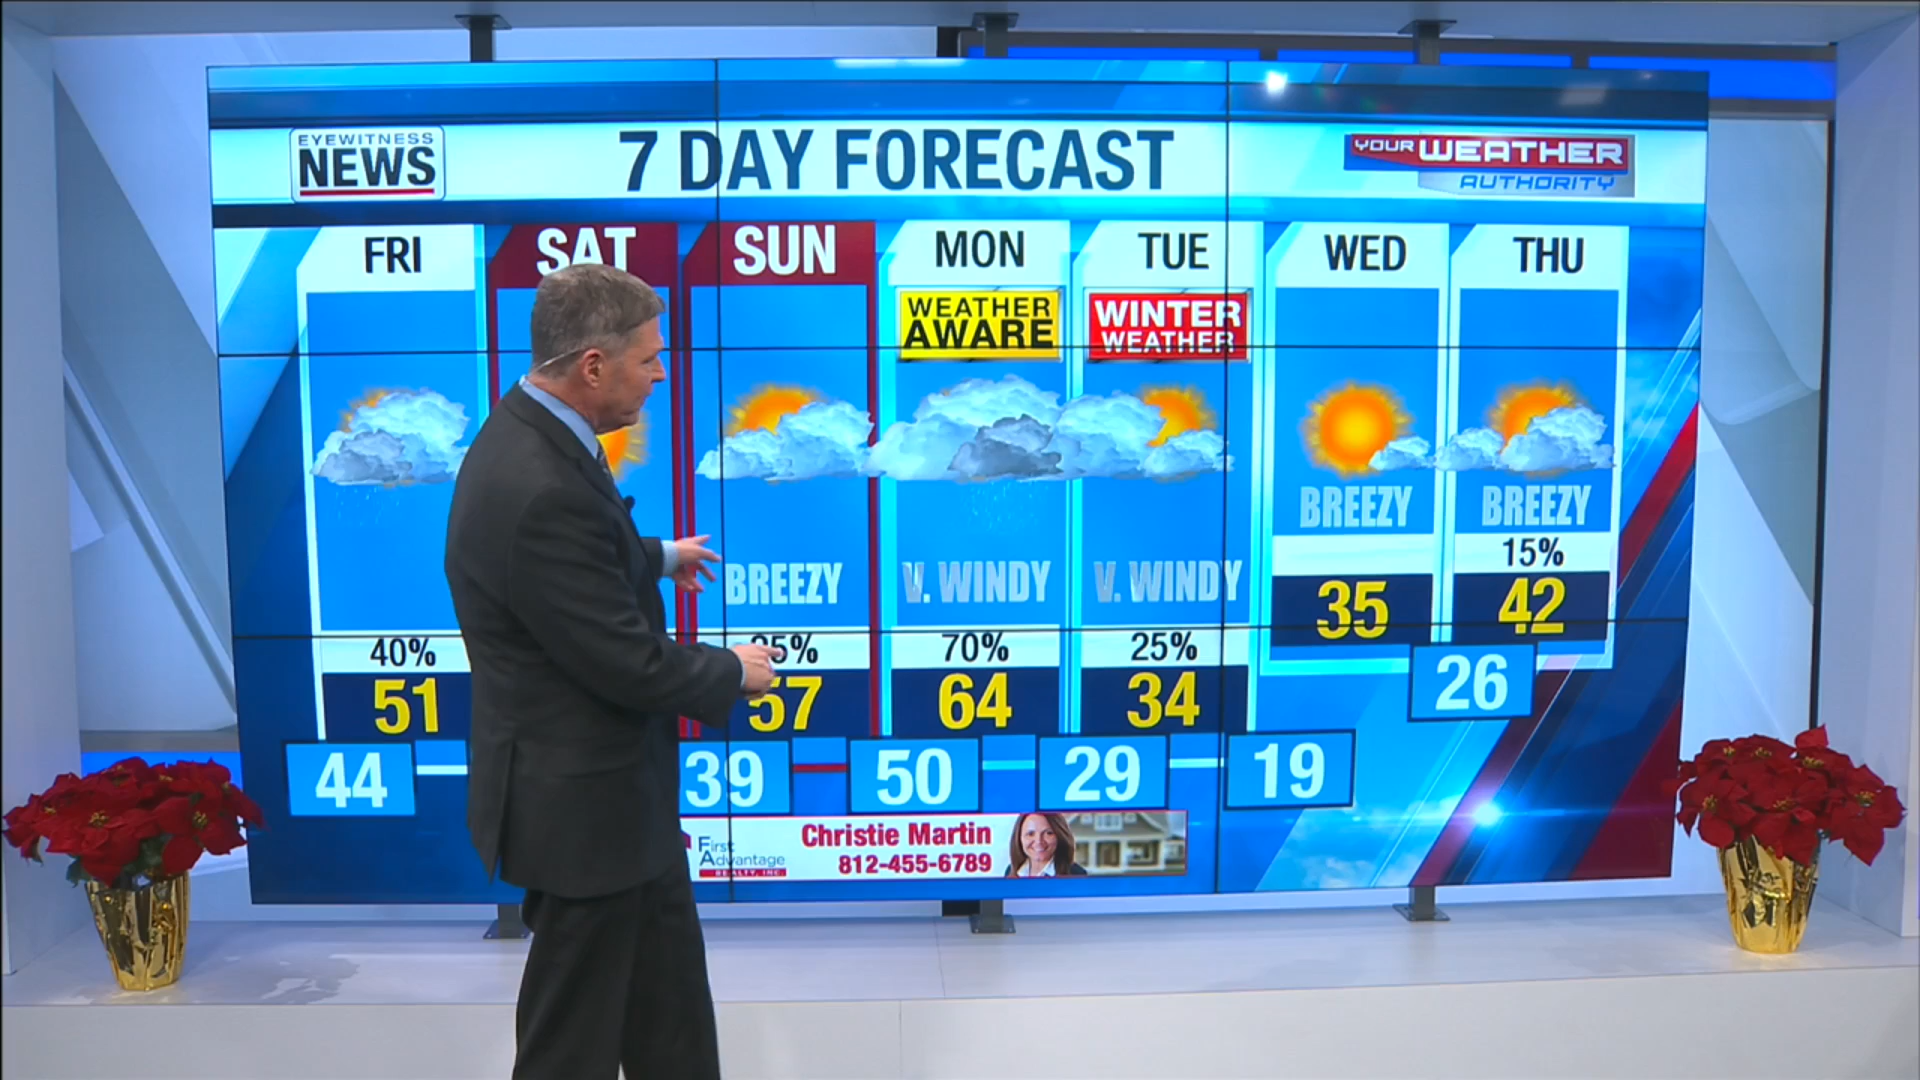 EYEWITNESS
NEWS
7 DAY FORECAST
YOUR WEATHER
AUTHORITY
FRI
SAT
SUN
MON
TUE
WED
THU
WEATHER
AWARE
WINTER
WEATHER
BREEZY
V. WINDY
V. WINDY
BREEZY
BREEZY
40%
70%
25%
15%
51
57
64
34
35
42
44
39
50
29
19
26
First
Advantage
REALTY, INC.
Christie Martin
812-455-6789